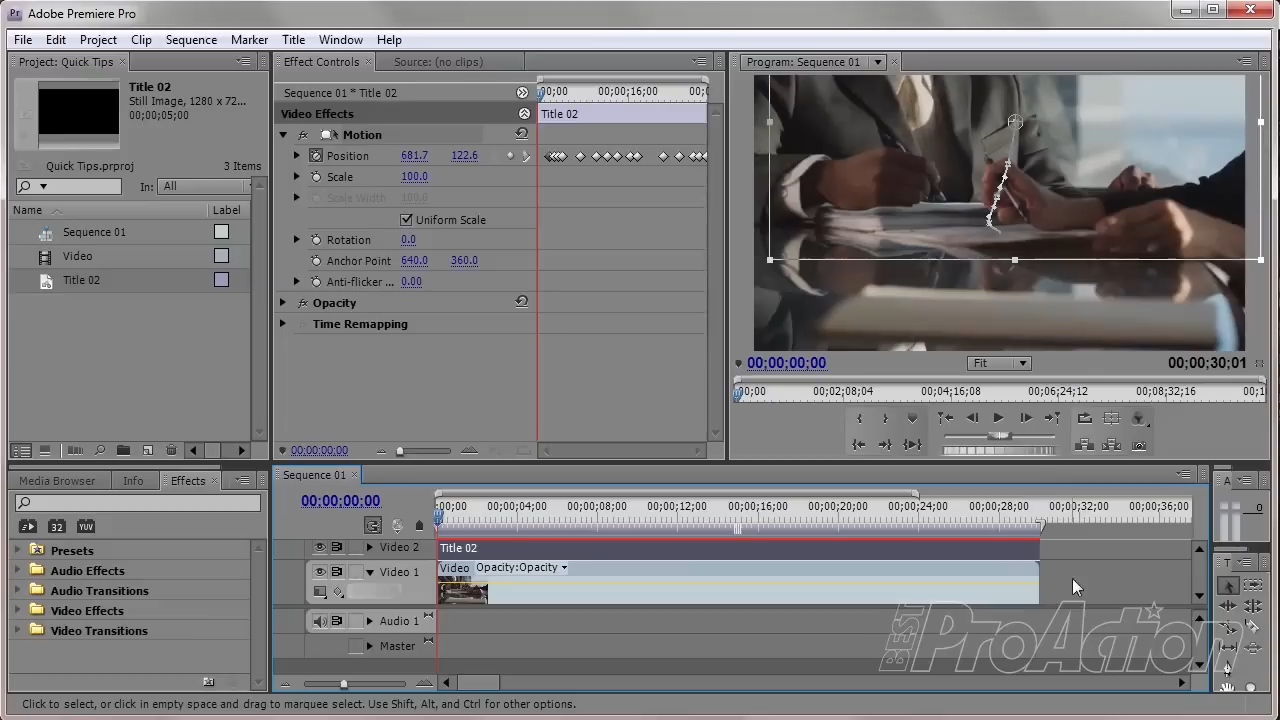 Adobe Premiere Pro
File Edit Project Clip Sequence Marker Title Window Help
Project: Quick Tips
Title 02
Still Image, 1280 x 72...
00;00;05;00
Quick Tips.prproj 3 Items
In: All
Name Label
Sequence 01
Video
Title 02
Effect Controls Source: (no clips)
Sequence 01 * Title 02
Video Effects
Motion
Position 681.7 122.6
Scale 100.0
Scale Width 100.0
Uniform Scale
Rotation 0.0
Anchor Point 640.0 360.0
Anti-flicker ... 0.00
Opacity
Time Remapping
00;00;00;00
;00;00 00;00;16;00 00;0
Title 02
Program: Sequence 01
00;00;00;00 Fit 00;00;30;01
00;00 00;02;08;04 00;04;16;08 00;06;24;12 00;08;32;16 00;1
Media Browser Info Effects
32 YUV
Presets
Audio Effects
Audio Transitions
Video Effects
Video Transitions
Sequence 01
00;00;00;00
;00;00 00;00;04;00 00;00;08;00 00;00;12;00 00;00;16;00 00;00;20;00 00;00;24;00 00;00;28;00 00;00;32;00 00;00;36;00
Video 2 Title 02
Video 1 Video Opacity:Opacity
Audio 1
Master
A
0
T
BEST ProAction
Click to select, or click in empty space and drag to marquee select. Use Shift, Alt, and Ctrl for other options.